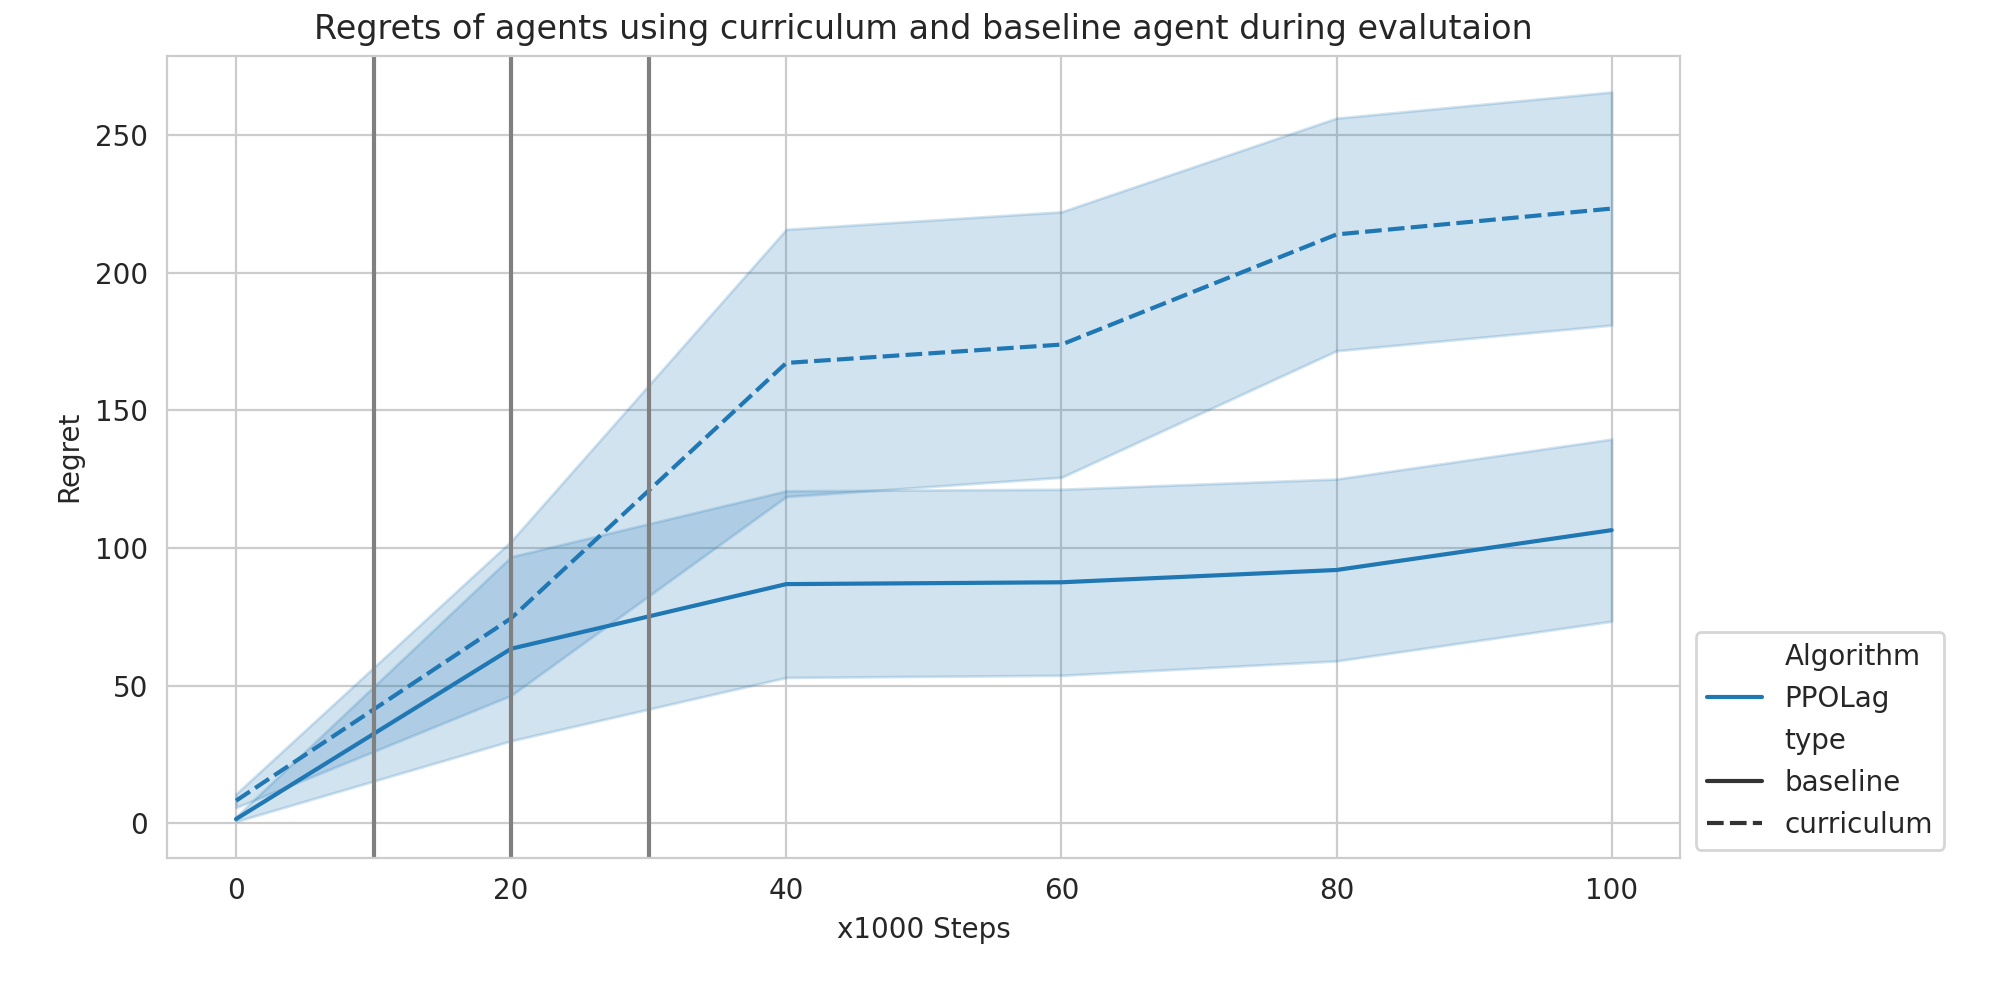 Regrets of agents using curriculum and baseline agent during evalutaion
250
200
150
100
50
0
Regret
0 20 40 60 80 100
x1000 Steps
Algorithm
PPOLag
type
baseline
curriculum